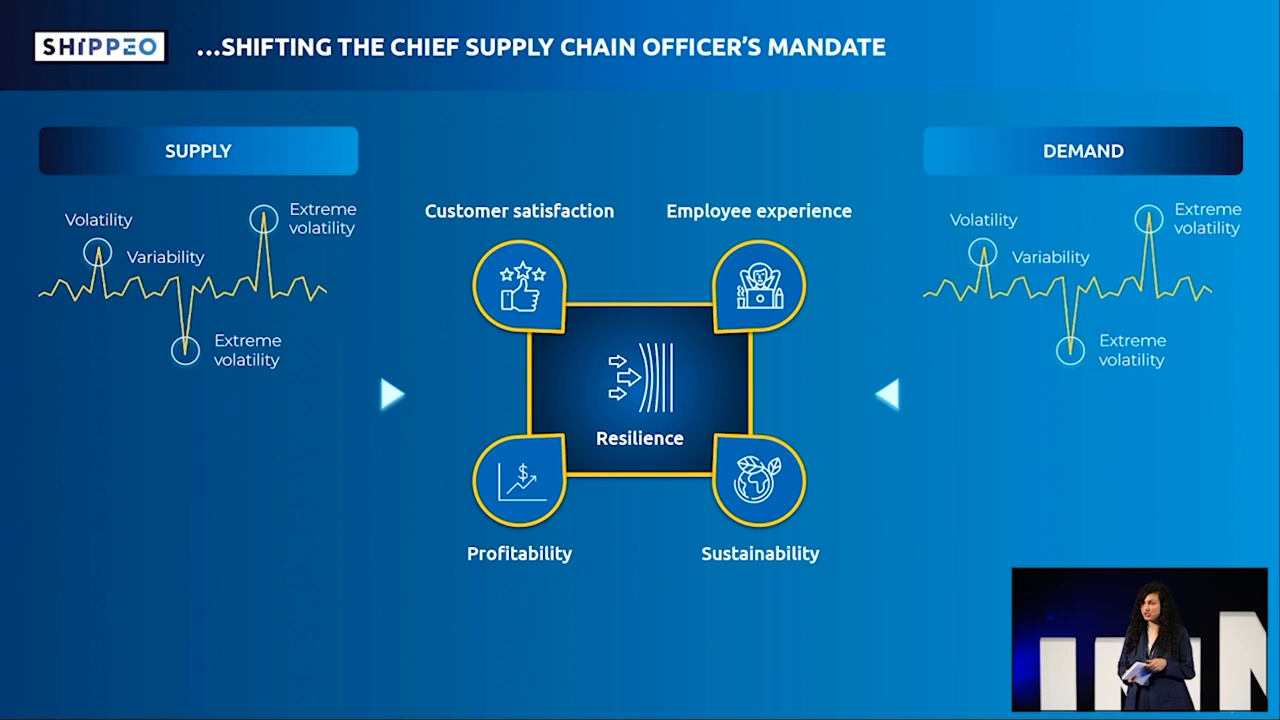 SHIPPEO
...SHIFTING THE CHIEF SUPPLY CHAIN OFFICER'S MANDATE
SUPPLY
Volatility
Variability
Extreme
volatility
Extreme
volatility
Customer satisfaction
Employee experience
$
Resilience
Profitability
Sustainability
DEMAND
Volatility
Variability
Extreme
volatility
Extreme
volatility